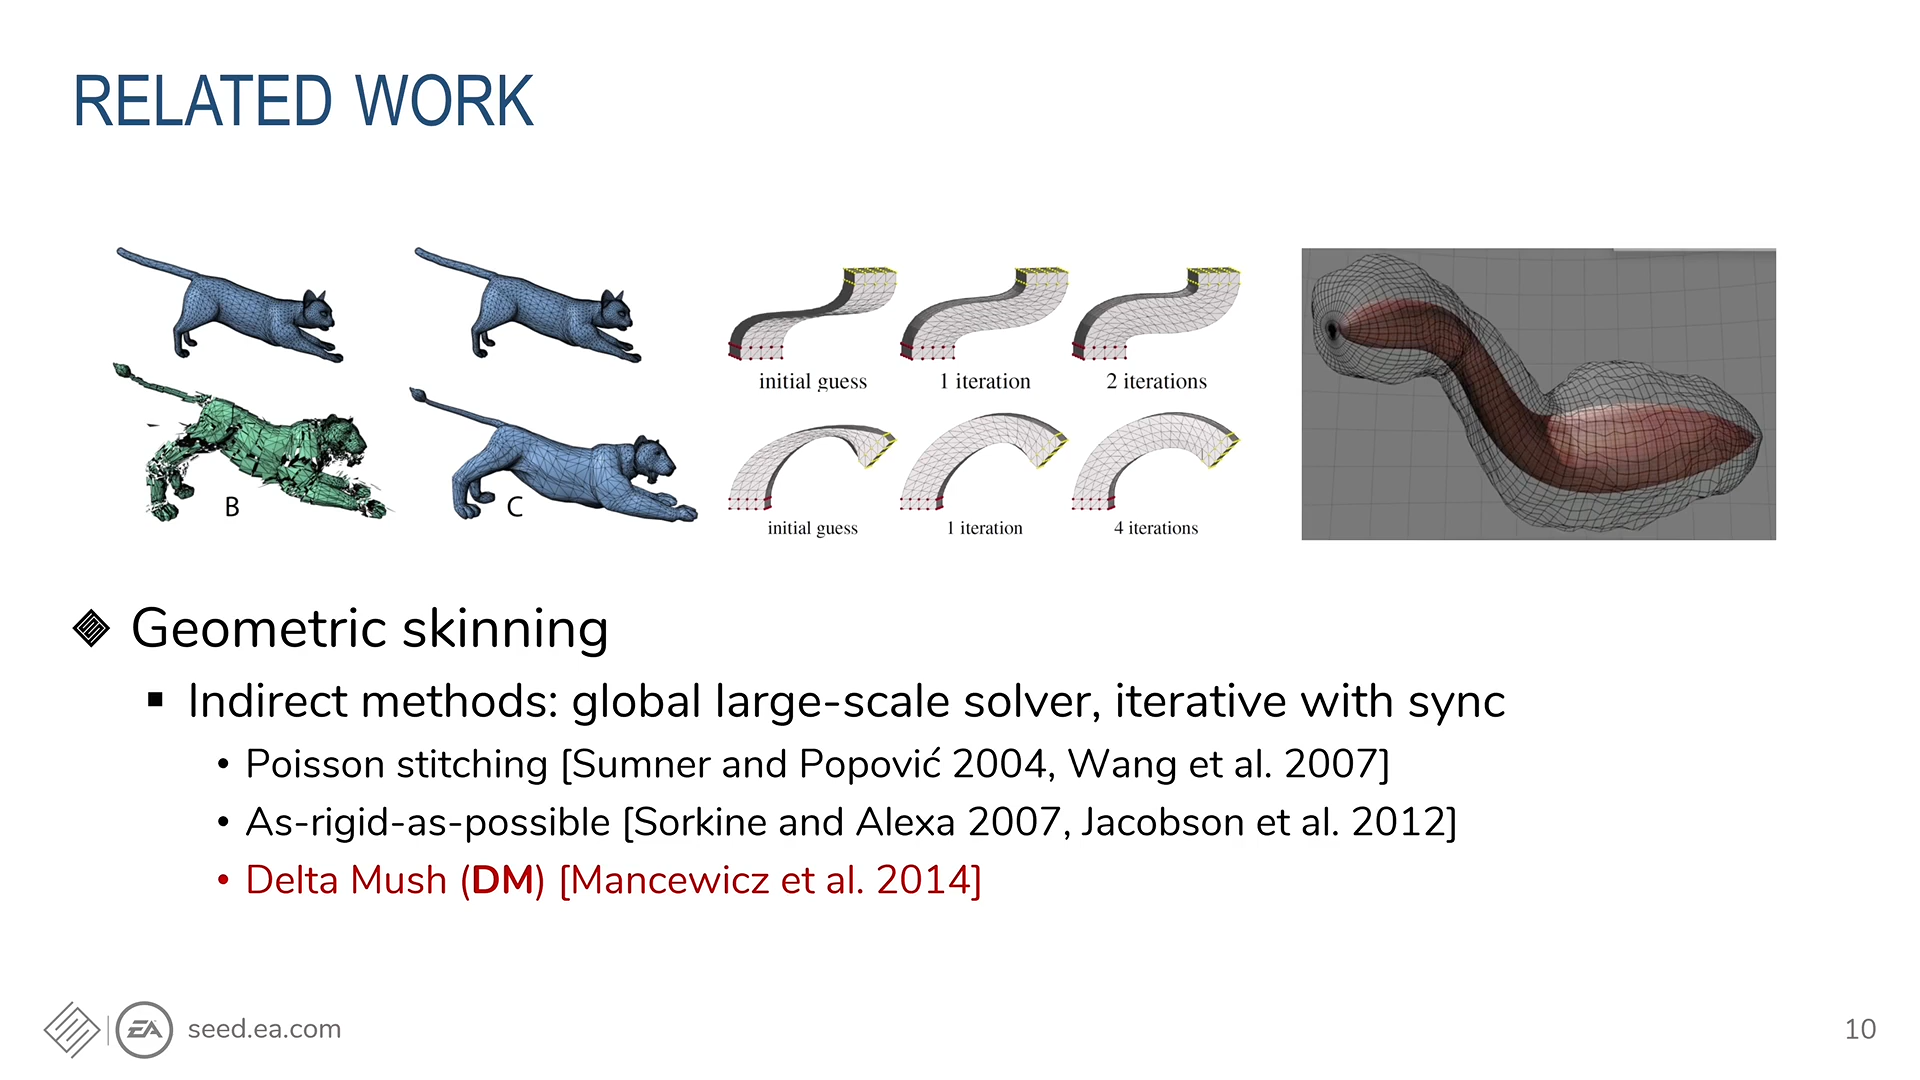 RELATED WORK
initial guess
1 iteration
2 iterations
B
C
initial guess
1 iteration
4 iterations
Geometric skinning
Indirect methods: global large-scale solver, iterative with sync
Poisson stitching [Sumner and Popović 2004, Wang et al. 2007]
As-rigid-as-possible [Sorkine and Alexa 2007, Jacobson et al. 2012]
Delta Mush (DM) [Mancewicz et al. 2014]
EA
seed.ea.com
10